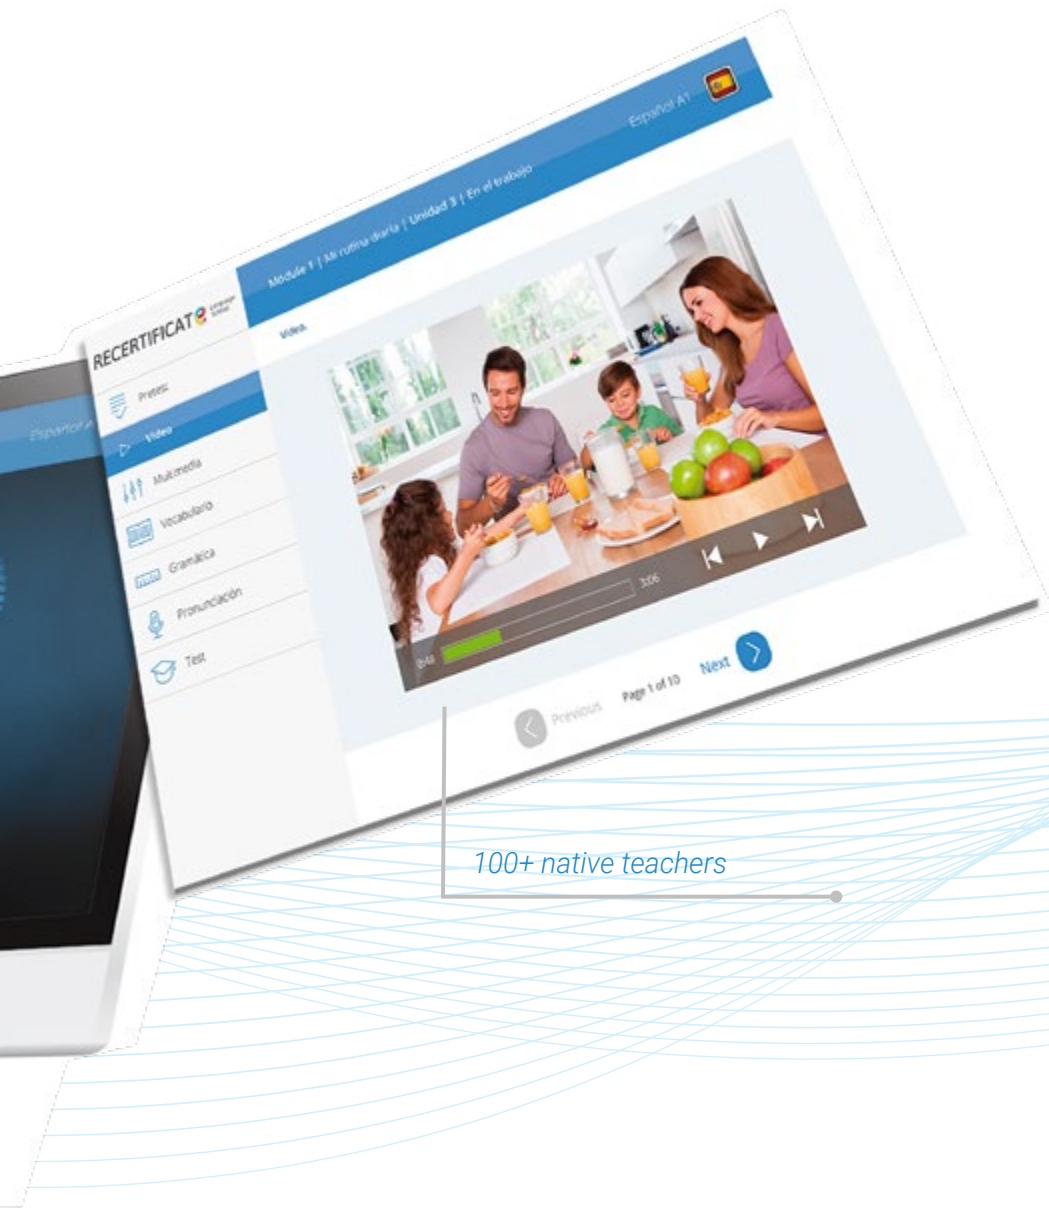 Español A1
Module 1 | Mi rutina diaria | Unidad 3 | En el trabajo
RECERTIFICATE
Video
Pretest
Video
Multimedia
Vocabulario
Gramática
Pronunciación
Test
Español A
3:06
Previous
Page 1 of 10
Next
100+ native teachers